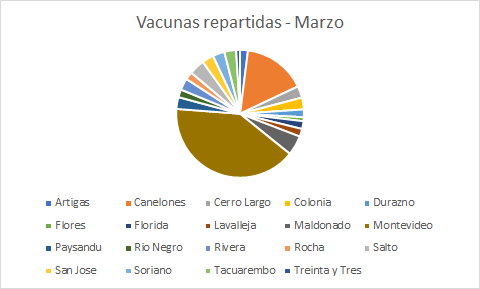 Vacunas repartidas - Marzo
Artigas Canelones Cerro Largo Colonia Durazno
Flores Florida Lavalleja Maldonado Montevideo
Paysandu Rio Negro Rivera Rocha Salto
San Jose Soriano Tacuarembo Treinta y Tres